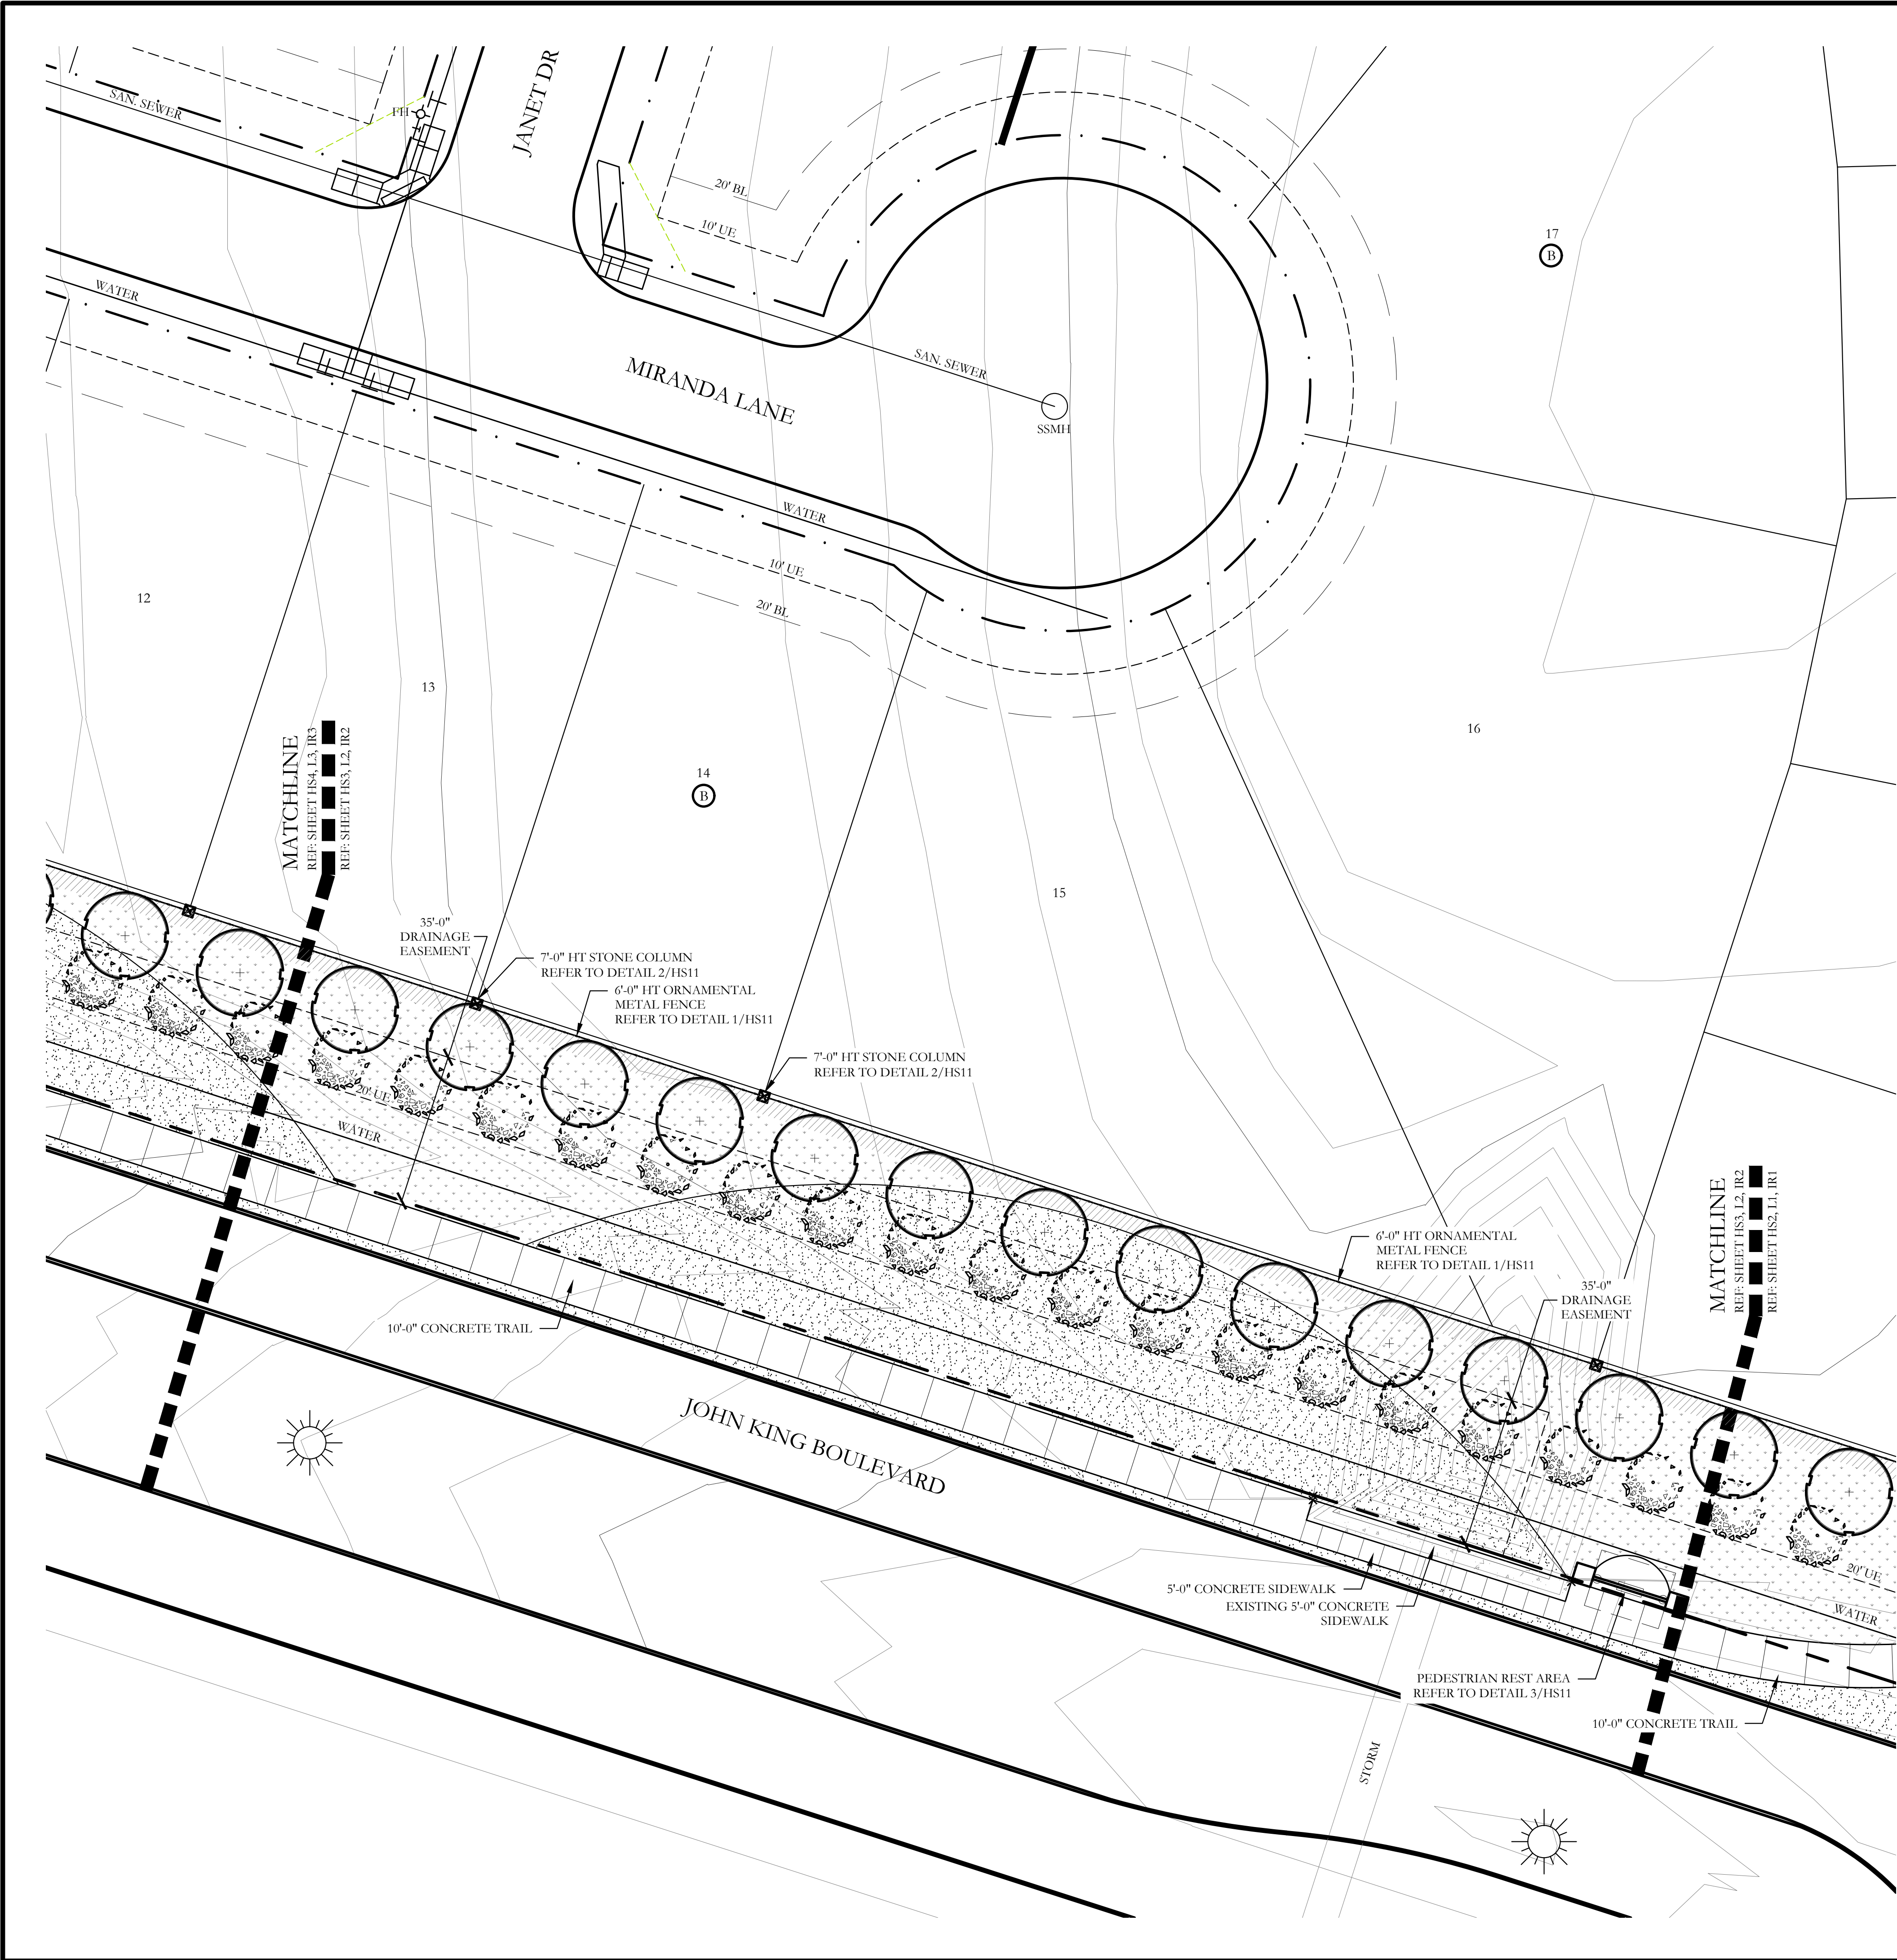 SAN. SEWER
FH
JANET DR
20' BL
10' UE
17
B
WATER
MIRANDA LANE
SAN. SEWER
SSMH
WATER
10' UE
20' BL
12
13
14
B
15
16
MATCHLINE
REF: SHEET HS4, L3, IR3
REF: SHEET HS3, L2, IR2
35'-0"
DRAINAGE
EASEMENT
7'-0" HT STONE COLUMN
REFER TO DETAIL 2/HS11
6'-0" HT ORNAMENTAL
METAL FENCE
REFER TO DETAIL 1/HS11
7'-0" HT STONE COLUMN
REFER TO DETAIL 2/HS11
20' UE
WATER
MATCHLINE
REF: SHEET HS3, L2, IR2
REF: SHEET HS2, L1, IR1
6'-0" HT ORNAMENTAL
METAL FENCE
REFER TO DETAIL 1/HS11
35'-0"
DRAINAGE
EASEMENT
10'-0" CONCRETE TRAIL
JOHN KING BOULEVARD
5'-0" CONCRETE SIDEWALK
EXISTING 5'-0" CONCRETE
SIDEWALK
20' UE
WATER
PEDESTRIAN REST AREA
REFER TO DETAIL 3/HS11
10'-0" CONCRETE TRAIL
STORM